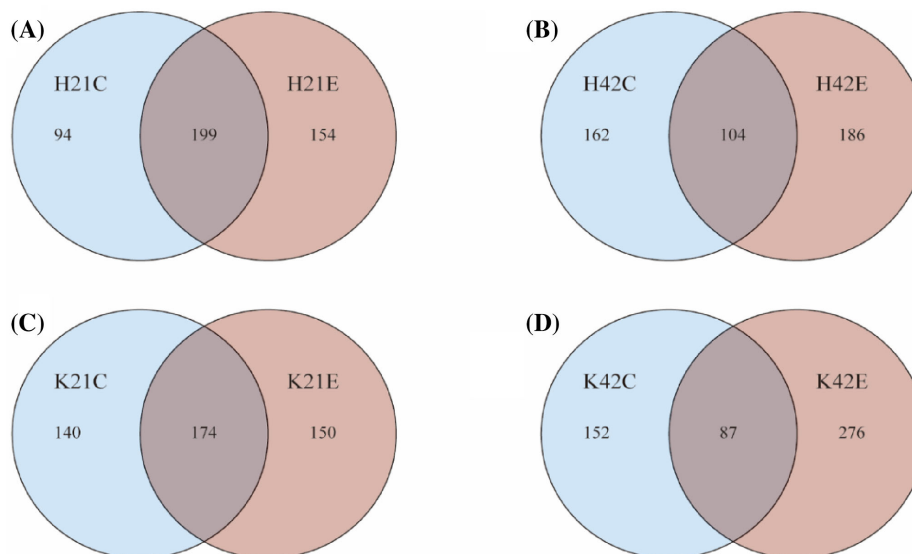 (A)
H21C
H21E
94
199
154
(B)
H42C
H42E
162
104
186
(C)
K21C
K21E
140
174
150
(D)
K42C
K42E
152
87
276